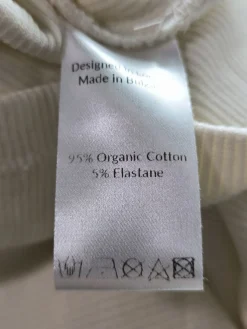 Designed in
Made in
95% Organic Cotton
5% Elastane